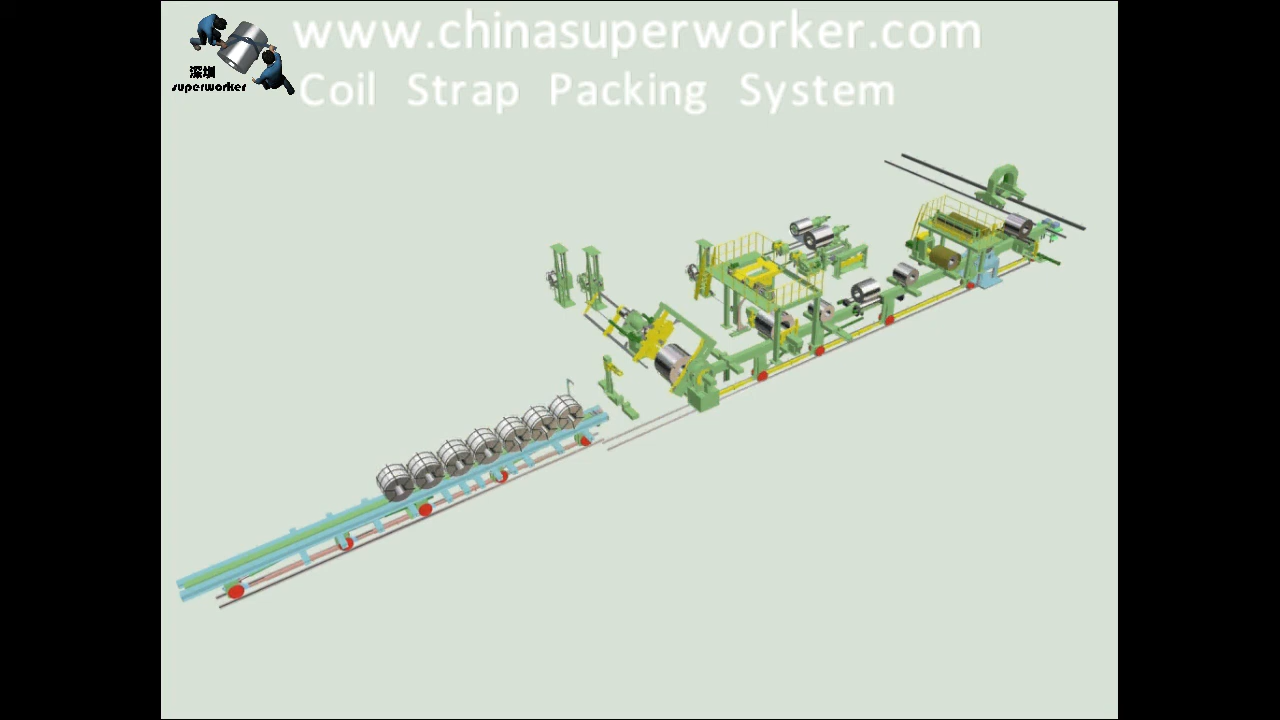 www.chinasuperworker.com
Coil Strap Packing System
深圳
superworker